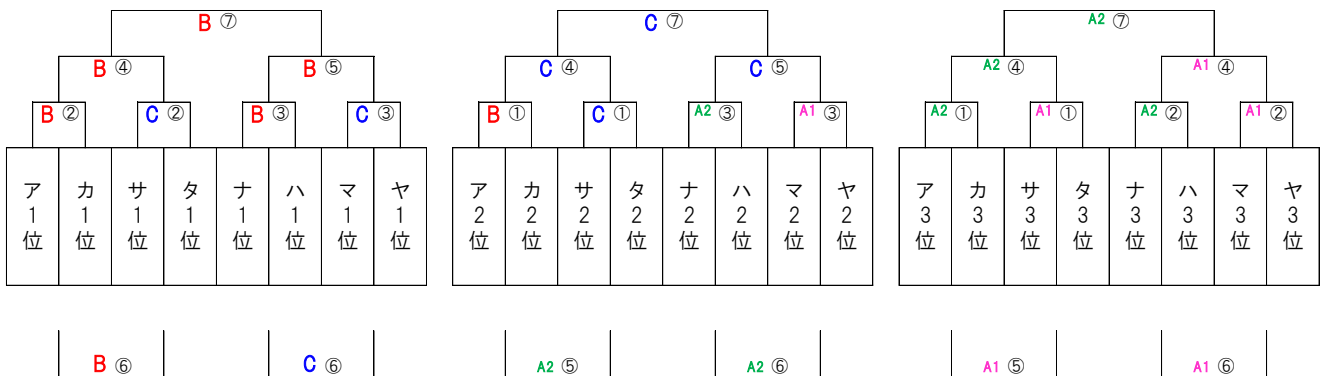 B ⑦ C ⑦ A2 ⑦
B ④ B ⑤ C ④ C ⑤ A2 ④ A1 ④
B ② C ② B ③ C ③ B ① C ① A2 ③ A1 ③ A2 ① A1 ① A2 ② A1 ②
ア1位 カ1位 サ1位 タ1位 ナ1位 ハ1位 マ1位 ヤ1位 ア2位 カ2位 サ2位 タ2位 ナ2位 ハ2位 マ2位 ヤ2位 ア3位 カ3位 サ3位 タ3位 ナ3位 ハ3位 マ3位 ヤ3位
B ⑥ C ⑥ A2 ⑤ A2 ⑥ A1 ⑤ A1 ⑥